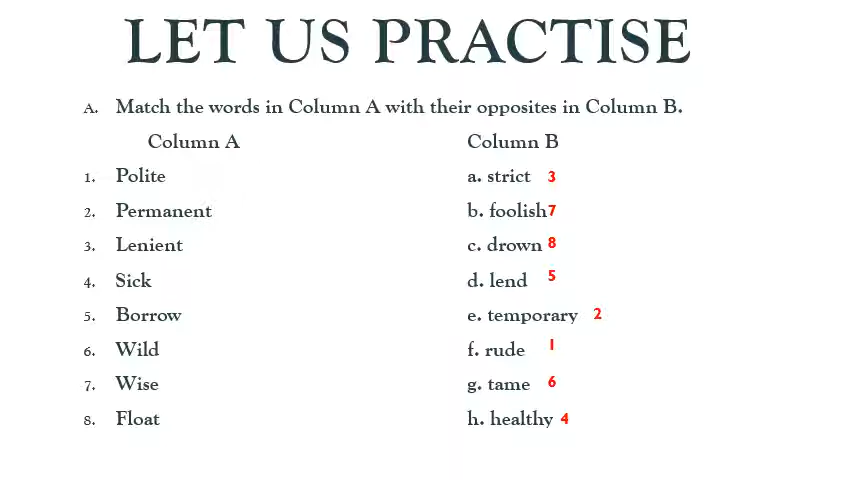 LET US PRACTISE
A. Match the words in Column A with their opposites in Column B.
Column A Column B
1. Polite a. strict 3
2. Permanent b. foolish 7
3. Lenient c. drown 8
4. Sick d. lend 5
5. Borrow e. temporary 2
6. Wild f. rude 1
7. Wise g. tame 6
8. Float h. healthy 4